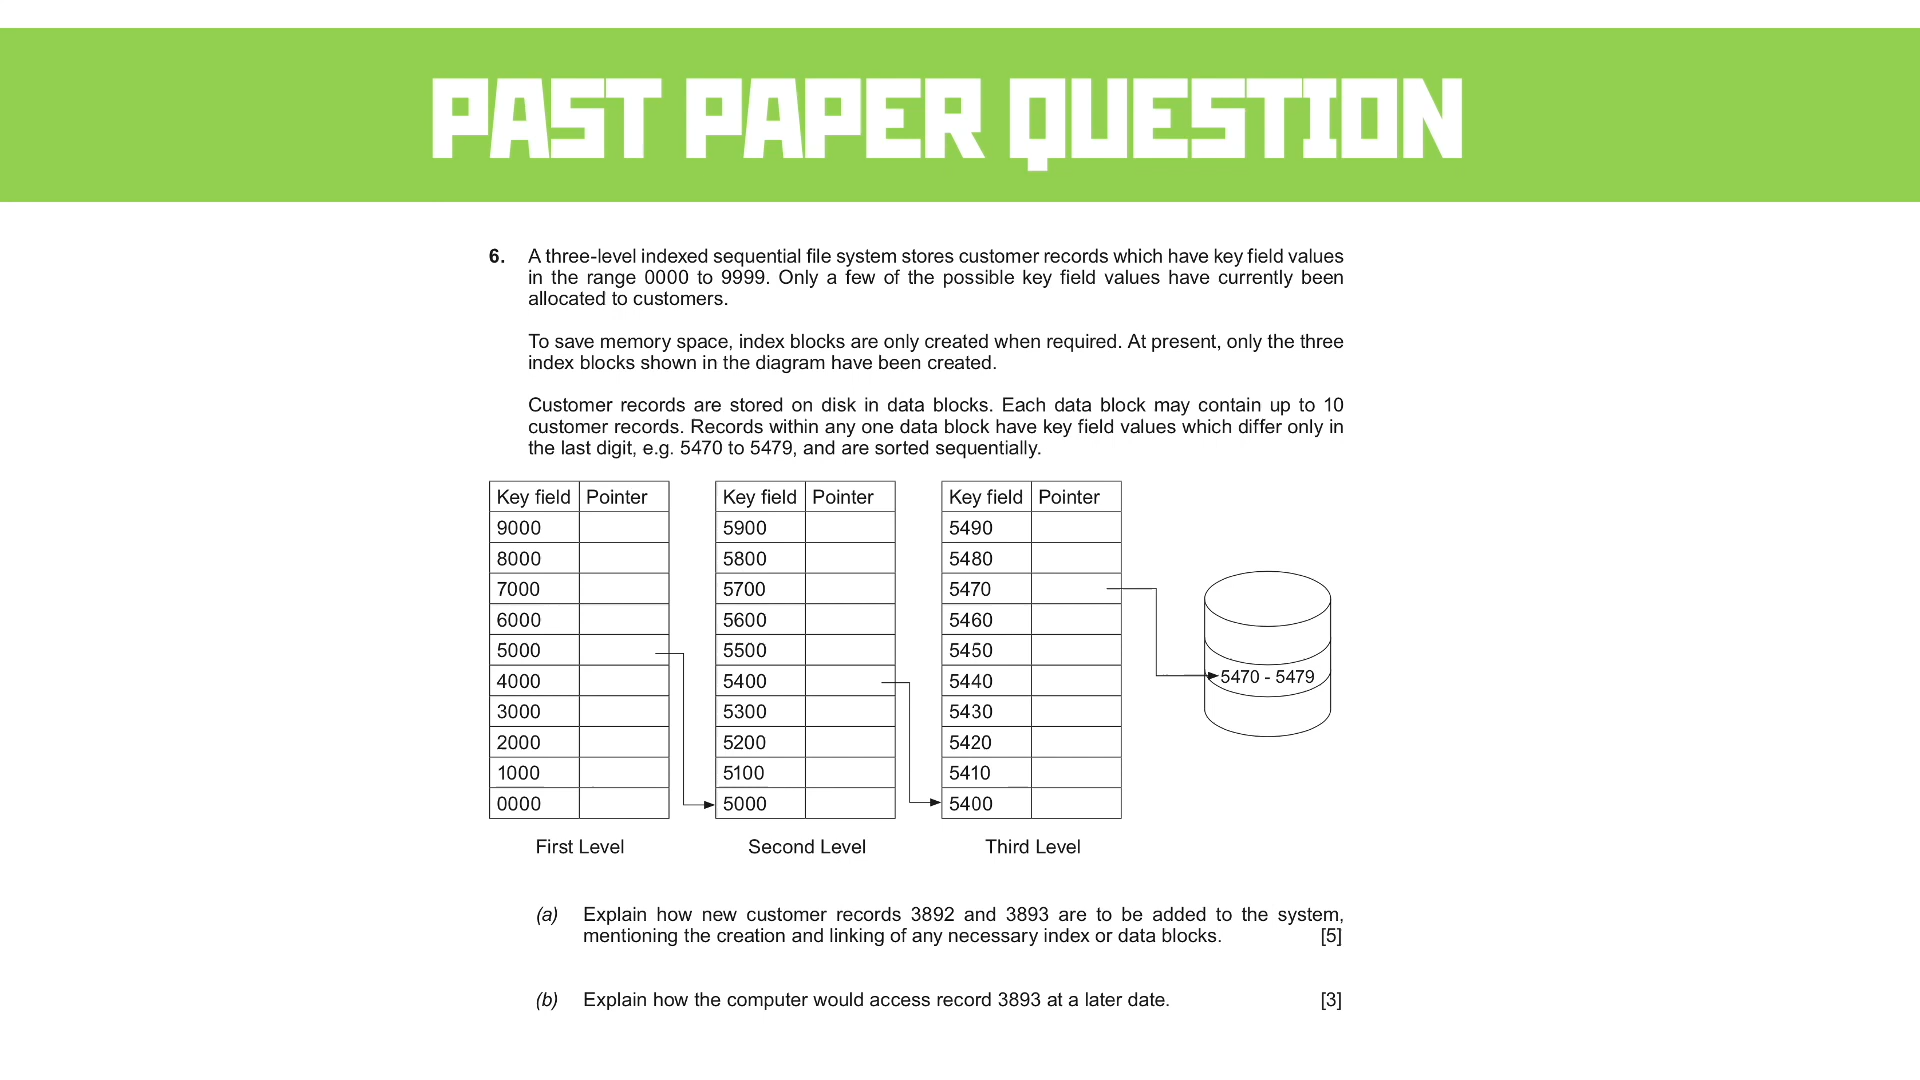 PAST PAPER QUESTION
6. A three-level indexed sequential file system stores customer records which have key field values
in the range 0000 to 9999. Only a few of the possible key field values have currently been
allocated to customers.
To save memory space, index blocks are only created when required. At present, only the three
index blocks shown in the diagram have been created.
Customer records are stored on disk in data blocks. Each data block may contain up to 10
customer records. Records within any one data block have key field values which differ only in
the last digit, e.g. 5470 to 5479, and are sorted sequentially.
Key field Pointer
9000
8000
7000
6000
5000
4000
3000
2000
1000
0000
First Level
Key field Pointer
5900
5800
5700
5600
5500
5400
5300
5200
5100
5000
Second Level
Key field Pointer
5490
5480
5470
5460
5450
5440
5430
5420
5410
5400
Third Level
5470 - 5479
(a) Explain how new customer records 3892 and 3893 are to be added to the system,
mentioning the creation and linking of any necessary index or data blocks. [5]
(b) Explain how the computer would access record 3893 at a later date. [3]